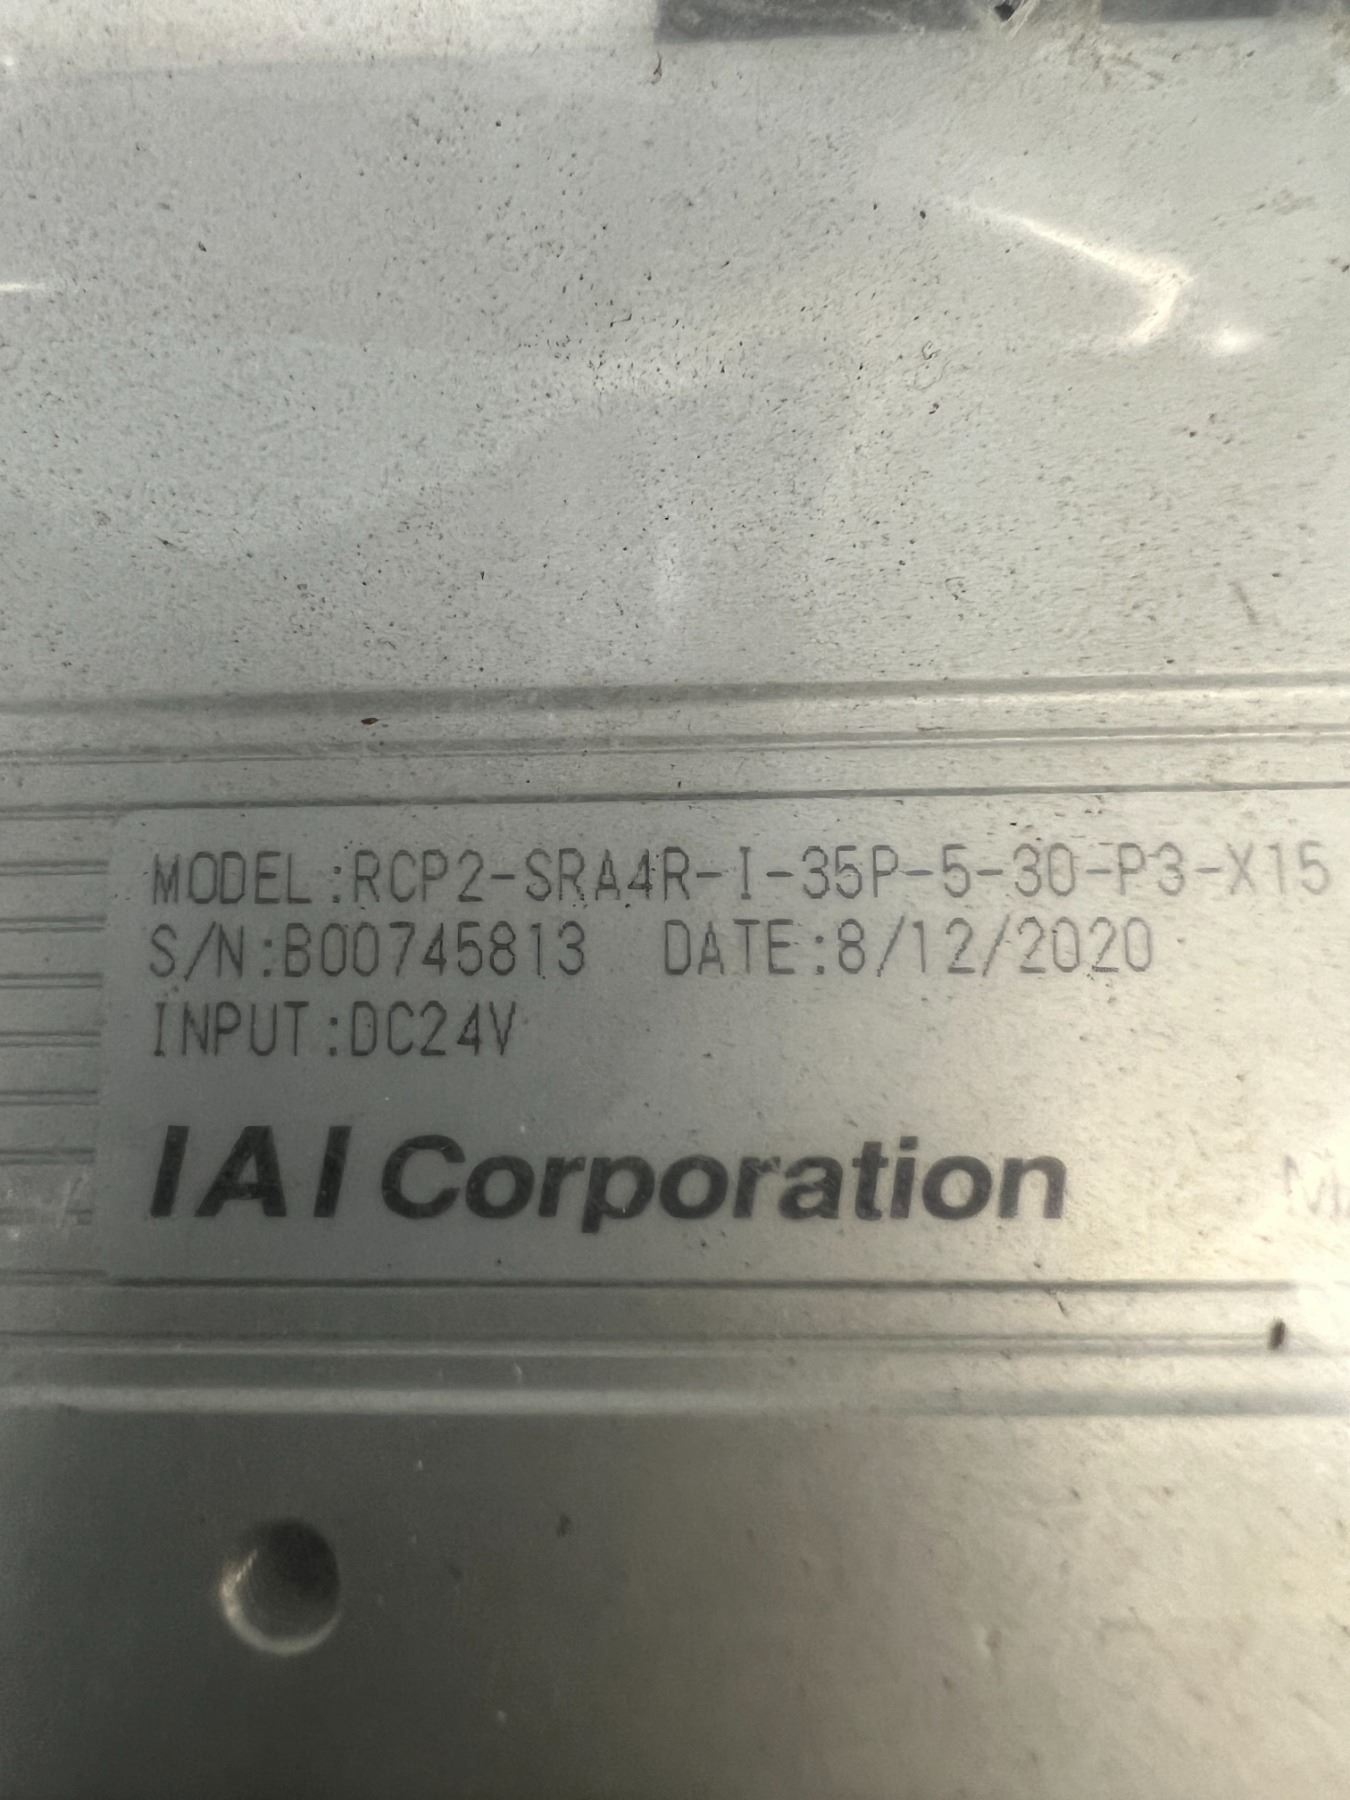 MODEL:RCP2-SRA4R-I-35P-5-30-P3-X15
S/N:B00745813 DATE:8/12/2020
INPUT:DC24V
IAI Corporation